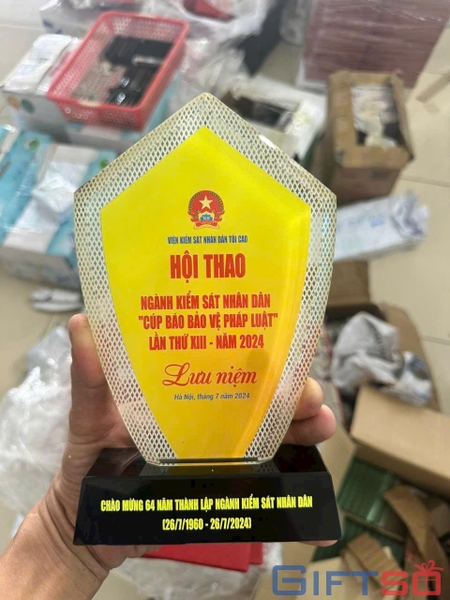 VIỆN KIỂM SÁT NHÂN DÂN TỐI CAO
HỘI THAO
NGÀNH KIỂM SÁT NHÂN DÂN
"CÚP BÁO BẢO VỆ PHÁP LUẬT"
LẦN THỨ XIII - NĂM 2024
Lưu niệm
Hà Nội, tháng 7 năm 2024
CHÀO MỪNG 64 NĂM THÀNH LẬP NGÀNH KIỂM SÁT NHÂN DÂN
(26/7/1960 - 26/7/2024)
GIFTSỐ